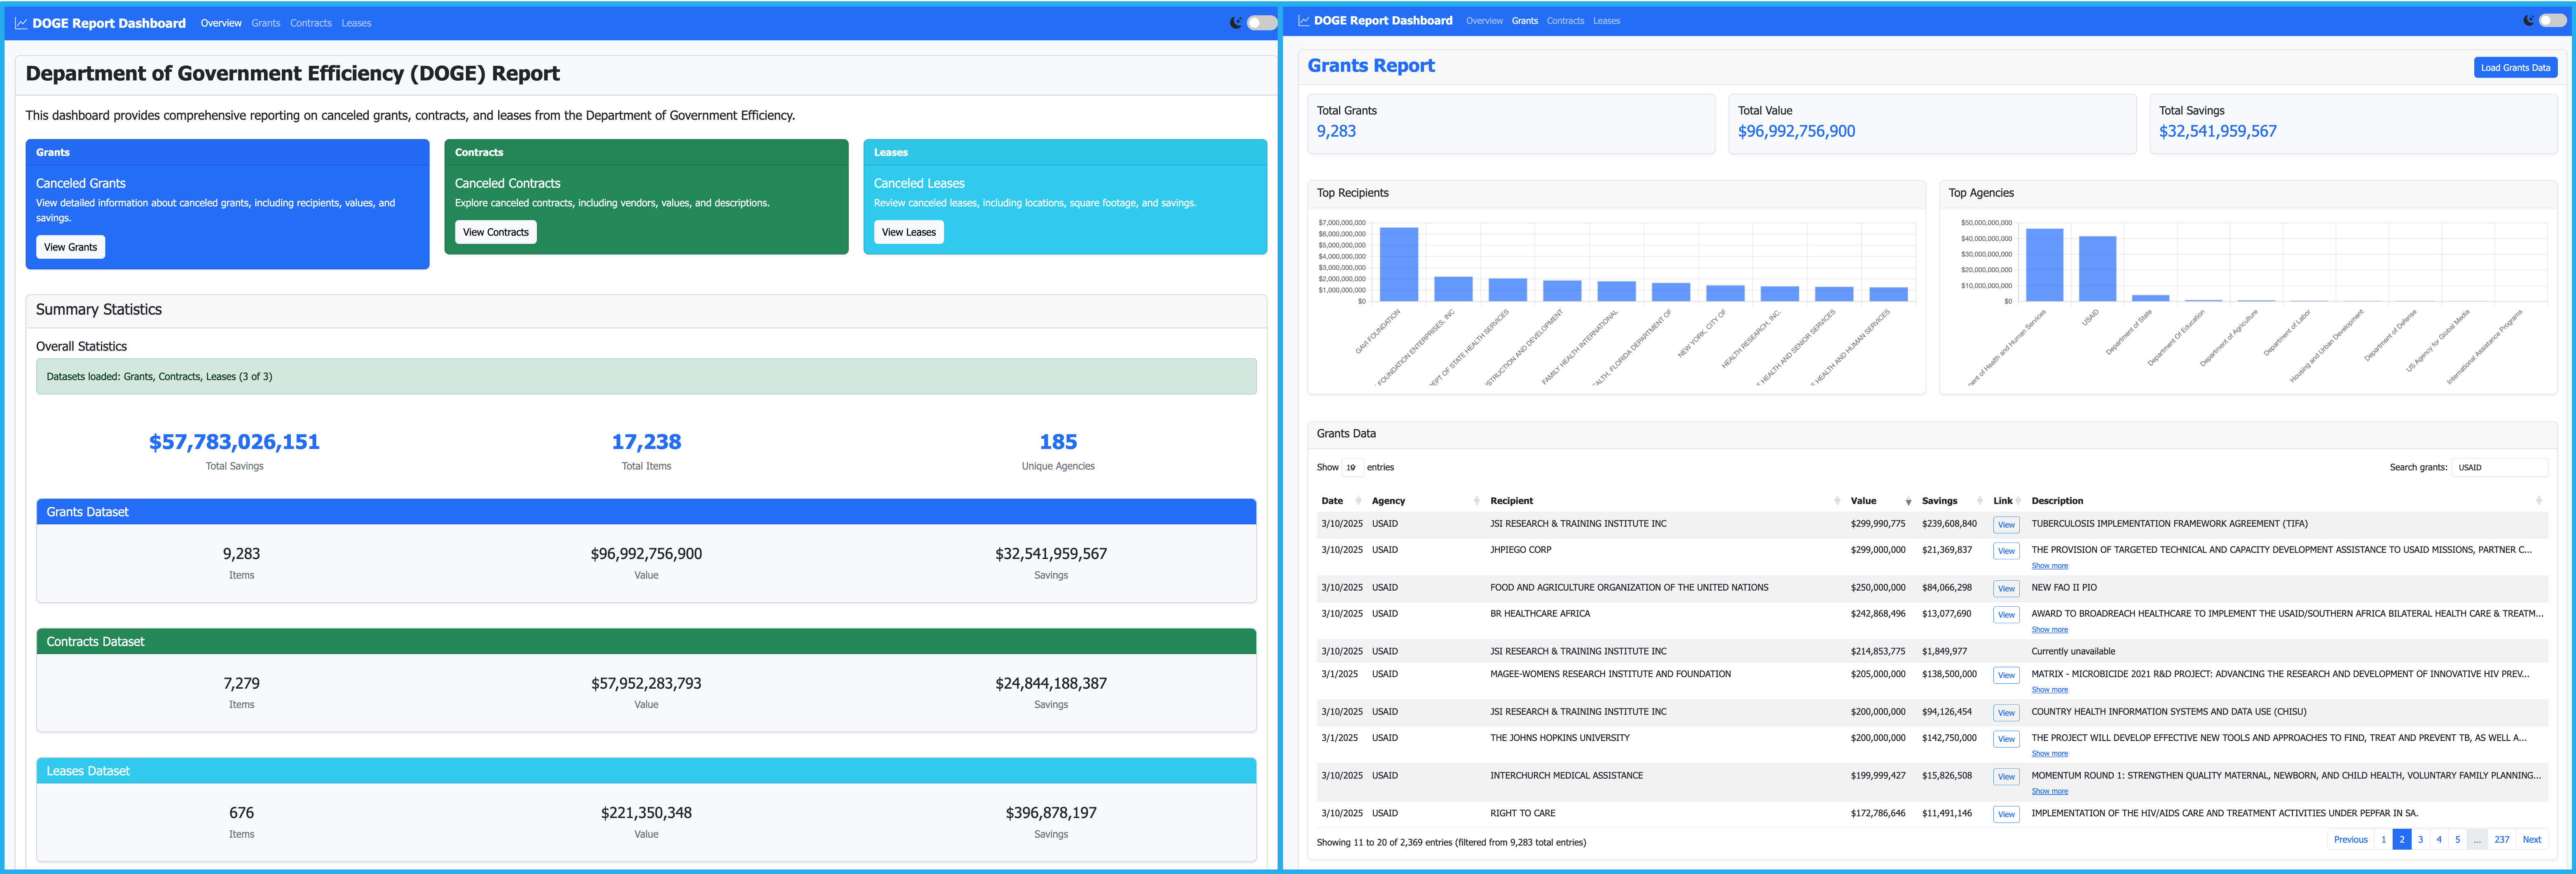 DOGE Report Dashboard Overview Grants Contracts Leases
Department of Government Efficiency (DOGE) Report
This dashboard provides comprehensive reporting on canceled grants, contracts, and leases from the Department of Government Efficiency.
Grants
Canceled Grants
View detailed information about canceled grants, including recipients, values, and
savings.
View Grants
Contracts
Canceled Contracts
Explore canceled contracts, including vendors, values, and descriptions.
View Contracts
Leases
Canceled Leases
Review canceled leases, including locations, square footage, and savings.
View Leases
Summary Statistics
Overall Statistics
Datasets loaded: Grants, Contracts, Leases (3 of 3)
$57,783,026,151 17,238 185
Total Savings Total Items Unique Agencies
Grants Dataset
9,283 $96,992,756,900 $32,541,959,567
Items Value Savings
Contracts Dataset
7,279 $57,952,283,793 $24,844,188,387
Items Value Savings
Leases Dataset
676 $221,350,348 $396,878,197
Items Value Savings
DOGE Report Dashboard Overview Grants Contracts Leases
Grants Report
Load Grants Data
Total Grants
9,283
Total Value
$96,992,756,900
Total Savings
$32,541,959,567
Top Recipients
$7,000,000,000
$6,000,000,000
$5,000,000,000
$4,000,000,000
$3,000,000,000
$2,000,000,000
$1,000,000,000
$0
GAVI FOUNDATION
FOUNDATION ENTERPRISES, INC
DEPT OF STATE HEALTH SERVICES
STRUCTION AND DEVELOPMENT
FAMILY HEALTH INTERNATIONAL
ALTH, FLORIDA DEPARTMENT OF
NEW YORK, CITY OF
HEALTH RESEARCH, INC.
HEALTH AND SENIOR SERVICES
HEALTH AND HUMAN SERVICES
Top Agencies
$50,000,000,000
$40,000,000,000
$30,000,000,000
$20,000,000,000
$10,000,000,000
$0
ment of Health and Human Services
USAID
Department of State
Department Of Education
Department of Agriculture
Department of Labor
Housing and Urban Development
Department of Defense
US Agency for Global Media
International Assistance Programs
Grants Data
Show 10 entries Search grants: USAID
Date Agency Recipient Value Savings Link Description
3/10/2025 USAID JSI RESEARCH & TRAINING INSTITUTE INC $299,990,775 $239,608,840 View TUBERCULOSIS IMPLEMENTATION FRAMEWORK AGREEMENT (TIFA)
3/10/2025 USAID JHPIEGO CORP $299,000,000 $21,369,837 View THE PROVISION OF TARGETED TECHNICAL AND CAPACITY DEVELOPMENT ASSISTANCE TO USAID MISSIONS, PARTNER C...
Show more
3/10/2025 USAID FOOD AND AGRICULTURE ORGANIZATION OF THE UNITED NATIONS $250,000,000 $84,066,298 View NEW FAO II PIO
3/10/2025 USAID BR HEALTHCARE AFRICA $242,868,496 $13,077,690 View AWARD TO BROADREACH HEALTHCARE TO IMPLEMENT THE USAID/SOUTHERN AFRICA BILATERAL HEALTH CARE & TREATM...
Show more
3/10/2025 USAID JSI RESEARCH & TRAINING INSTITUTE INC $214,853,775 $1,849,977 Currently unavailable
3/1/2025 USAID MAGEE-WOMENS RESEARCH INSTITUTE AND FOUNDATION $205,000,000 $138,500,000 View MATRIX - MICROBICIDE 2021 R&D PROJECT: ADVANCING THE RESEARCH AND DEVELOPMENT OF INNOVATIVE HIV PREV...
Show more
3/10/2025 USAID JSI RESEARCH & TRAINING INSTITUTE INC $200,000,000 $94,126,454 View COUNTRY HEALTH INFORMATION SYSTEMS AND DATA USE (CHISU)
3/1/2025 USAID THE JOHNS HOPKINS UNIVERSITY $200,000,000 $142,750,000 View THE PROJECT WILL DEVELOP EFFECTIVE NEW TOOLS AND APPROACHES TO FIND, TREAT AND PREVENT TB, AS WELL A...
Show more
3/10/2025 USAID INTERCHURCH MEDICAL ASSISTANCE $199,999,427 $15,826,508 View MOMENTUM ROUND 1: STRENGTHEN QUALITY MATERNAL, NEWBORN, AND CHILD HEALTH, VOLUNTARY FAMILY PLANNING...
Show more
3/10/2025 USAID RIGHT TO CARE $172,786,646 $11,491,146 View IMPLEMENTATION OF THE HIV/AIDS CARE AND TREATMENT ACTIVITIES UNDER PEPFAR IN SA.
Showing 11 to 20 of 2,369 entries (filtered from 9,283 total entries) Previous 1 2 3 4 5 ... 237 Next